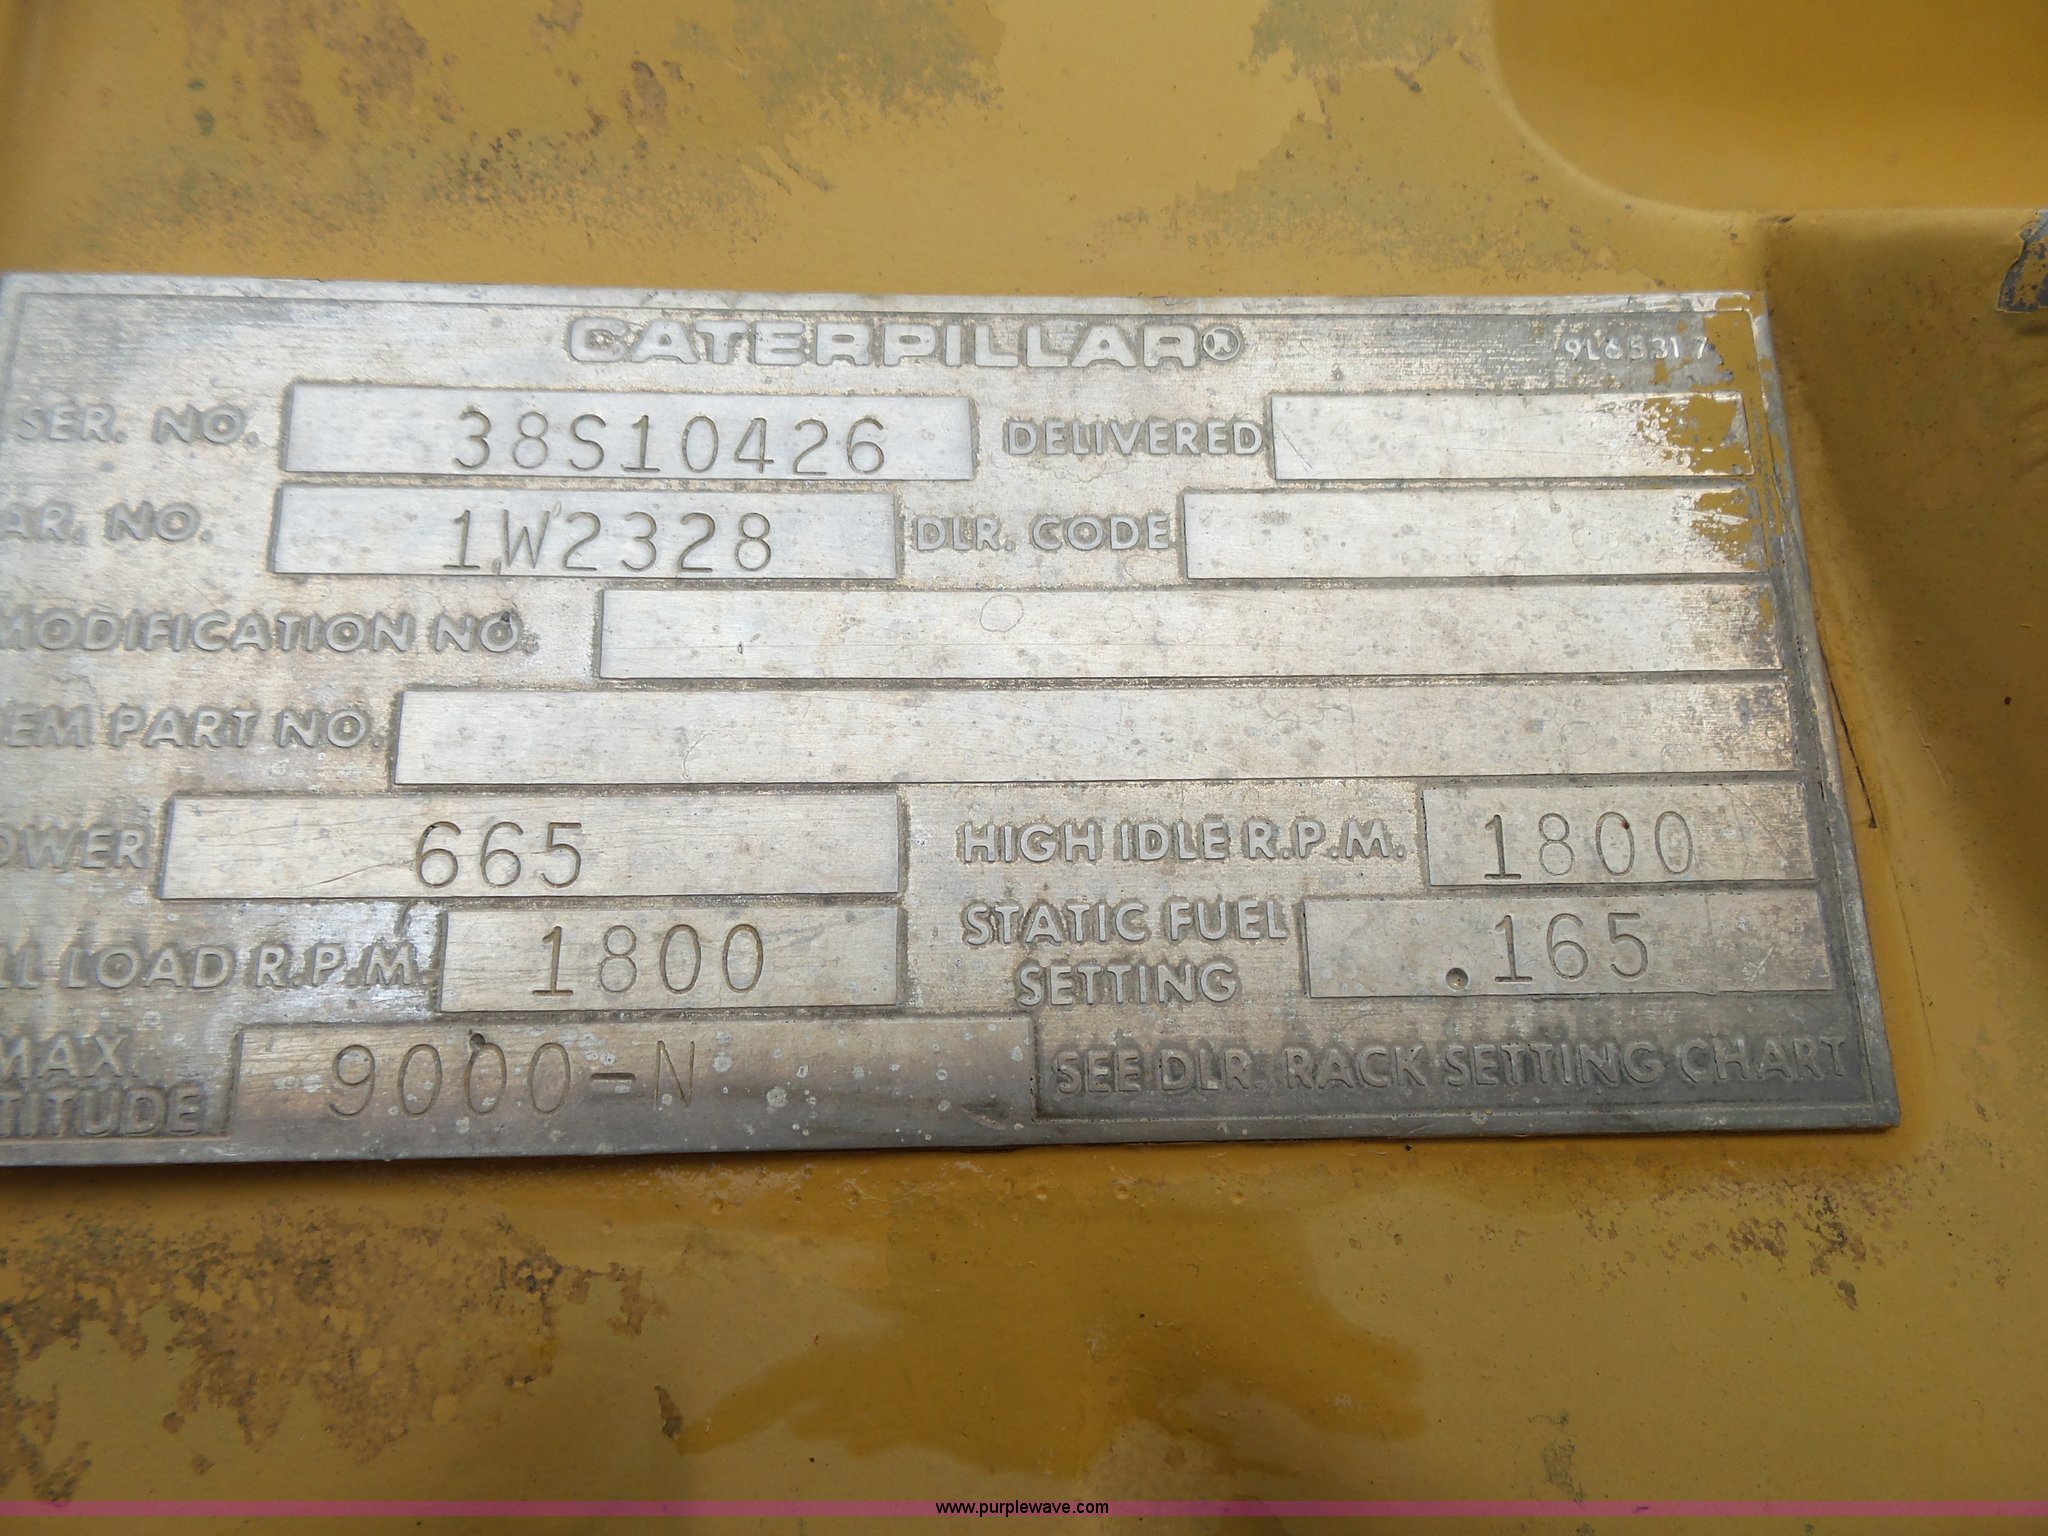 CATERPILLAR® 9L6531 7
SER. NO. 38S10426 DELIVERED
AR. NO. 1W2328 DLR. CODE
MODIFICATION NO.
EM PART NO.
OWER 665 HIGH IDLE R.P.M. 1800
LL LOAD R.P.M. 1800 STATIC FUEL SETTING .165
MAX. TITUDE 9000-N SEE DLR. RACK SETTING CHART
www.purplewave.com